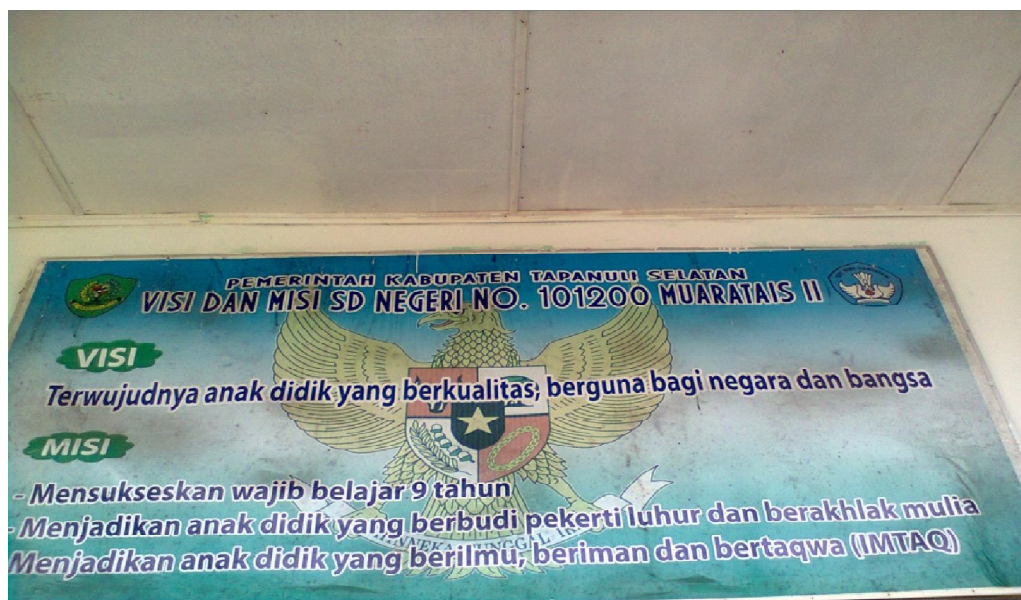 PEMERINTAH KABUPATEN TAPANULI SELATAN
VISI DAN MISI SD NEGERI NO. 101200 MUARATAIS II
VISI
Terwujudnya anak didik yang berkualitas, berguna bagi negara dan bangsa
MISI
- Mensukseskan wajib belajar 9 tahun
- Menjadikan anak didik yang berbudi pekerti luhur dan berakhlak mulia
Menjadikan anak didik yang berilmu, beriman dan bertaqwa (IMTAQ)